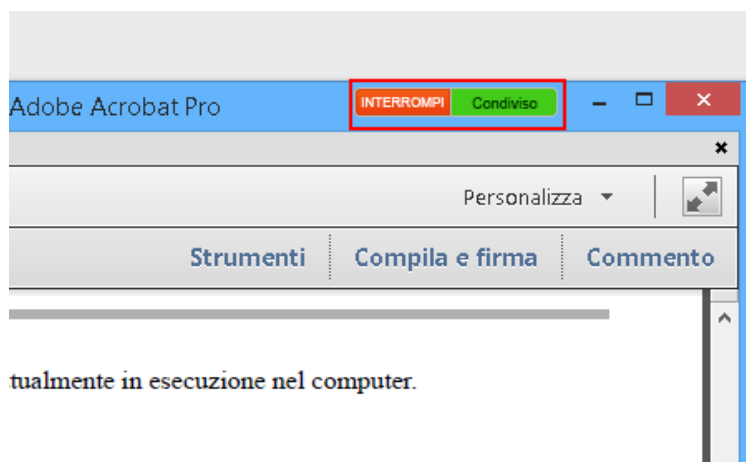 Adobe Acrobat Pro INTERROMPI Condiviso
Personalizza
Strumenti Compila e firma Commento
tualmente in esecuzione nel computer.